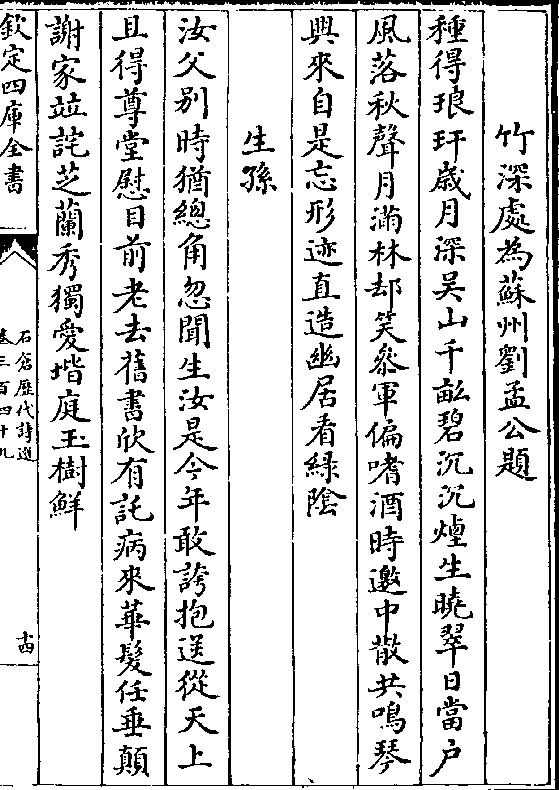 竹深處為蘇州劉孟公題
種得琅玕歲月深吴山千畝碧沉沉煙生曉翠日當户
風落秋聲月滿林却笑叅軍偏嗜酒時邀中散共鳴琴
興來自是忘形迹直造幽居看綠陰
生孫
汝父别時猶總角忽聞生汝是今年敢誇抱送從天上
且得尊堂慰目前老去舊書欣有託病來華髮任垂顛
謝家竝詫芝蘭秀獨愛堦庭玉樹鮮
欽定四庫全書
石倉歷代詩選
卷三百四十九
十四